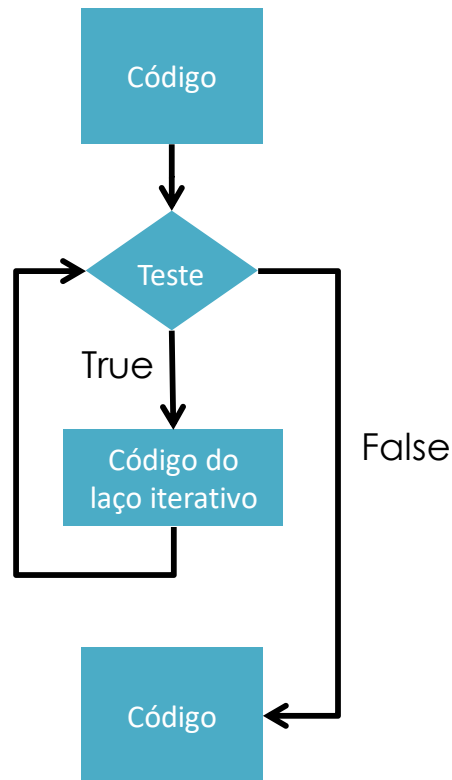 Código
Teste
True
False
Código do
laço iterativo
Código